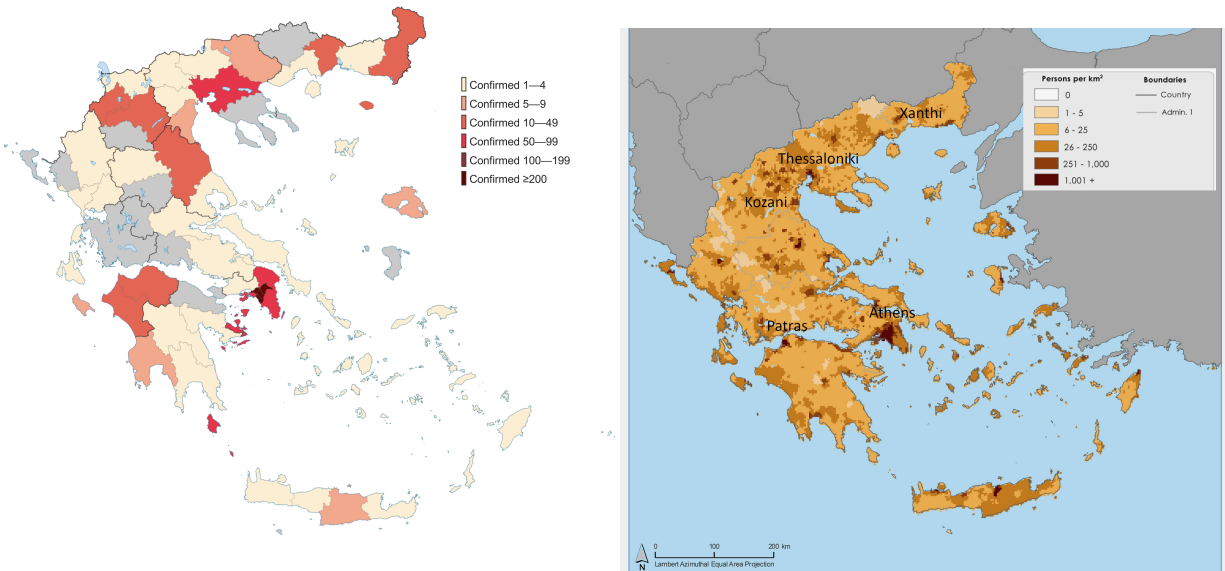 Confirmed 1—4
Confirmed 5—9
Confirmed 10—49
Confirmed 50—99
Confirmed 100—199
Confirmed ≥200
Persons per km²
Boundaries
0
Country
1 - 5
Admin. 1
6 - 25
26 - 250
251 - 1,000
1,001 +
Xanthi
Thessaloniki
Kozani
Athens
Patras
0 100 200 km
Lambert Azimuthal Equal Area Projection
N